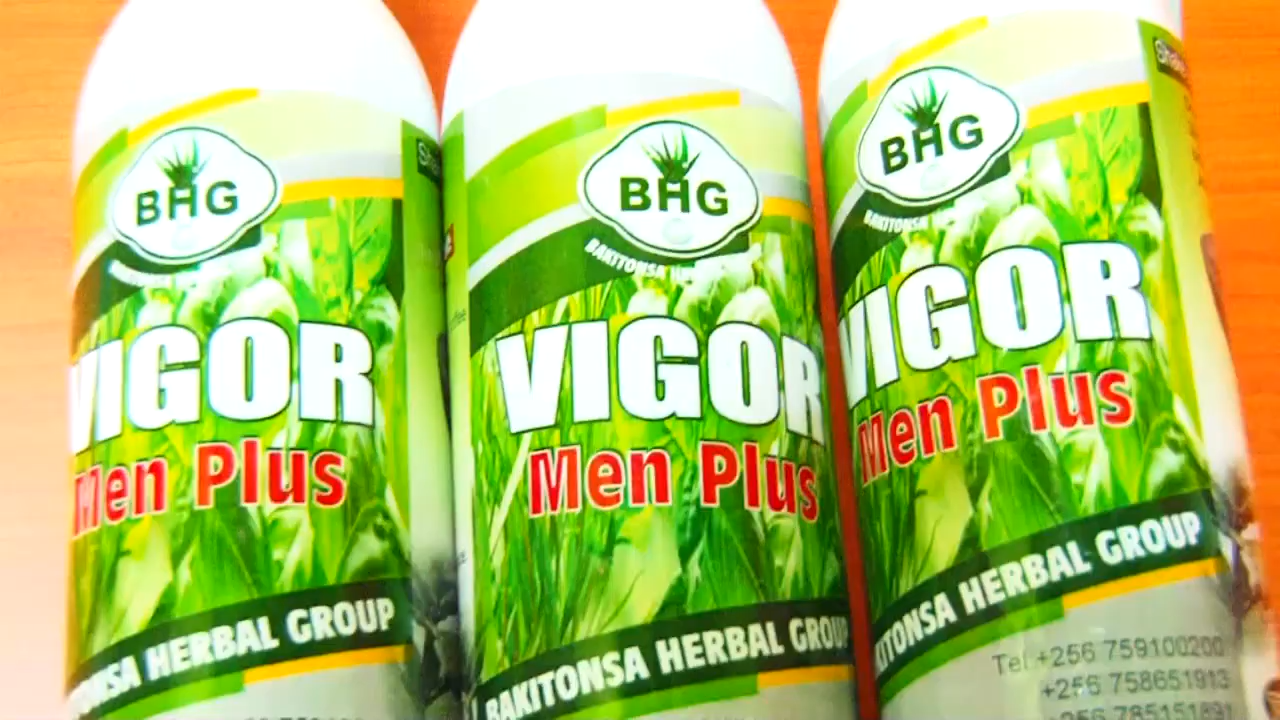 BHG
VIGOR
Men Plus
HERBAL GROUP
BHG
BAKITONSA
VIGOR
Men Plus
BAKITONSA HERBAL GROUP
BHG
BAKITONSA
VIGOR
Men Plus
HERBAL GROUP
Tel +256 759100200
+256 758651913